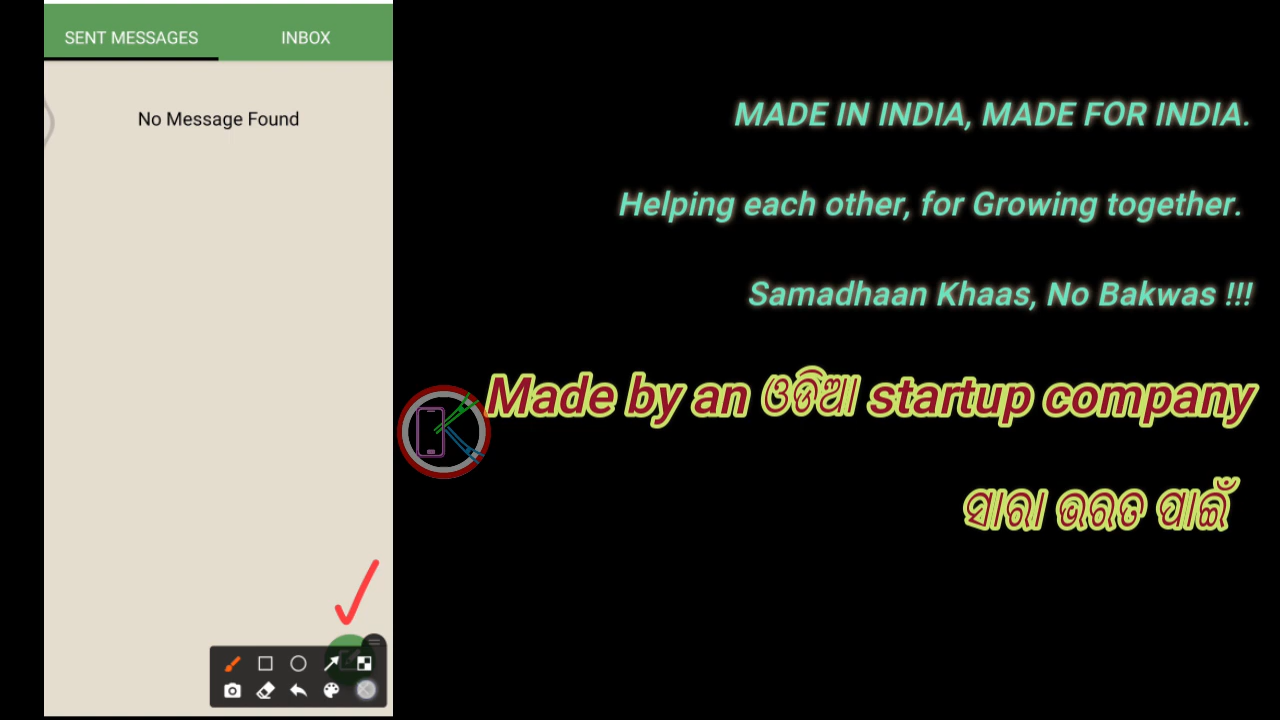 SENT MESSAGES
INBOX
No Message Found
MADE IN INDIA, MADE FOR INDIA.
Helping each other, for Growing together.
Samadhaan Khaas, No Bakwas !!!
Made by an ଓଡିଆ startup company
ସାରା ଭରତ ପାଇଁ